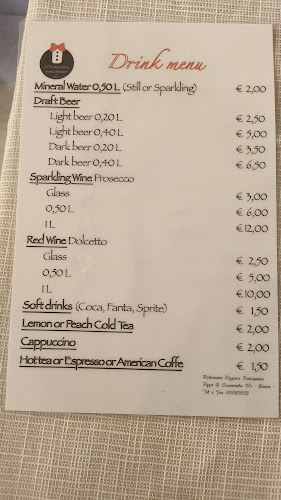 Drink menu
Mineral Water 0,50 L (Still or Sparkling) € 2,00
Draft Beer
Light beer 0,20 L € 2,50
Light beer 0,40 L € 5,00
Dark beer 0,20 L € 3,50
Dark beer 0,40 L € 6,50
Sparkling Wine Prosecco
Glass € 3,00
0,50 L € 6,00
1 L €12,00
Red Wine Dolcetto
Glass € 2,50
0,50 L € 5,00
1 L €10,00
Soft drinks (Coca, Fanta, Sprite) € 1,50
Lemon or Peach Cold Tea € 2,00
Cappuccino € 2,00
Hot tea or Espresso or American Coffe € 1,50
Ristorante Pizzeria
Tel e Fax